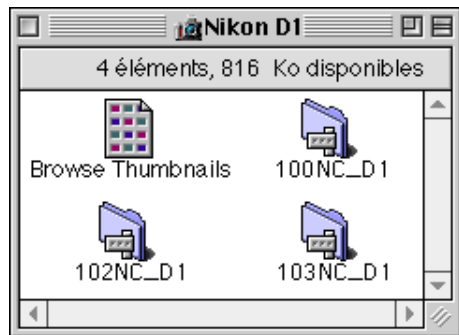 Nikon D1
4 éléments, 816 Ko disponibles
Browse Thumbnails
100NC_D1
102NC_D1
103NC_D1